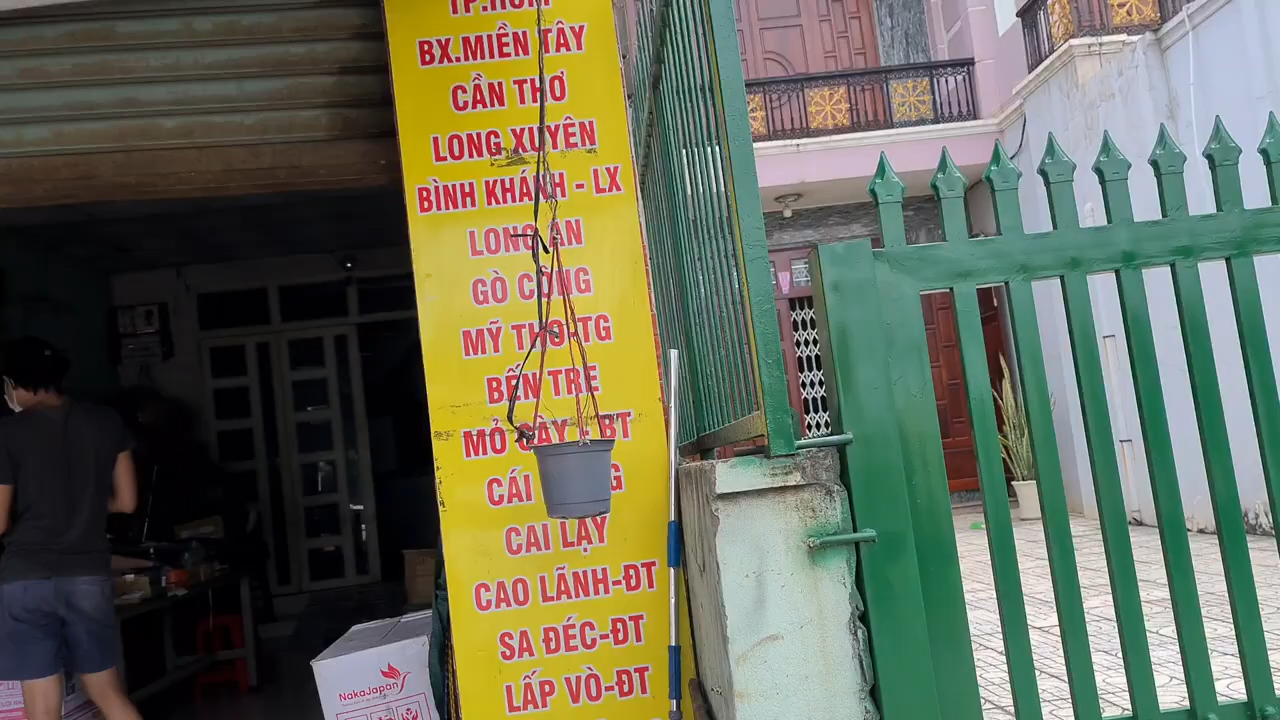 TP.HCM
BX.MIỀN TÂY
CẦN THƠ
LONG XUYÊN
BÌNH KHÁNH - LX
LONG AN
GÒ CÔNG
MỸ THO-TG
BẾN TRE
MỎ CÀY - BT
CÁI
CAI LẬY
CAO LÃNH-ĐT
SA ĐÉC-ĐT
LẤP VÒ-ĐT
NakaJapan